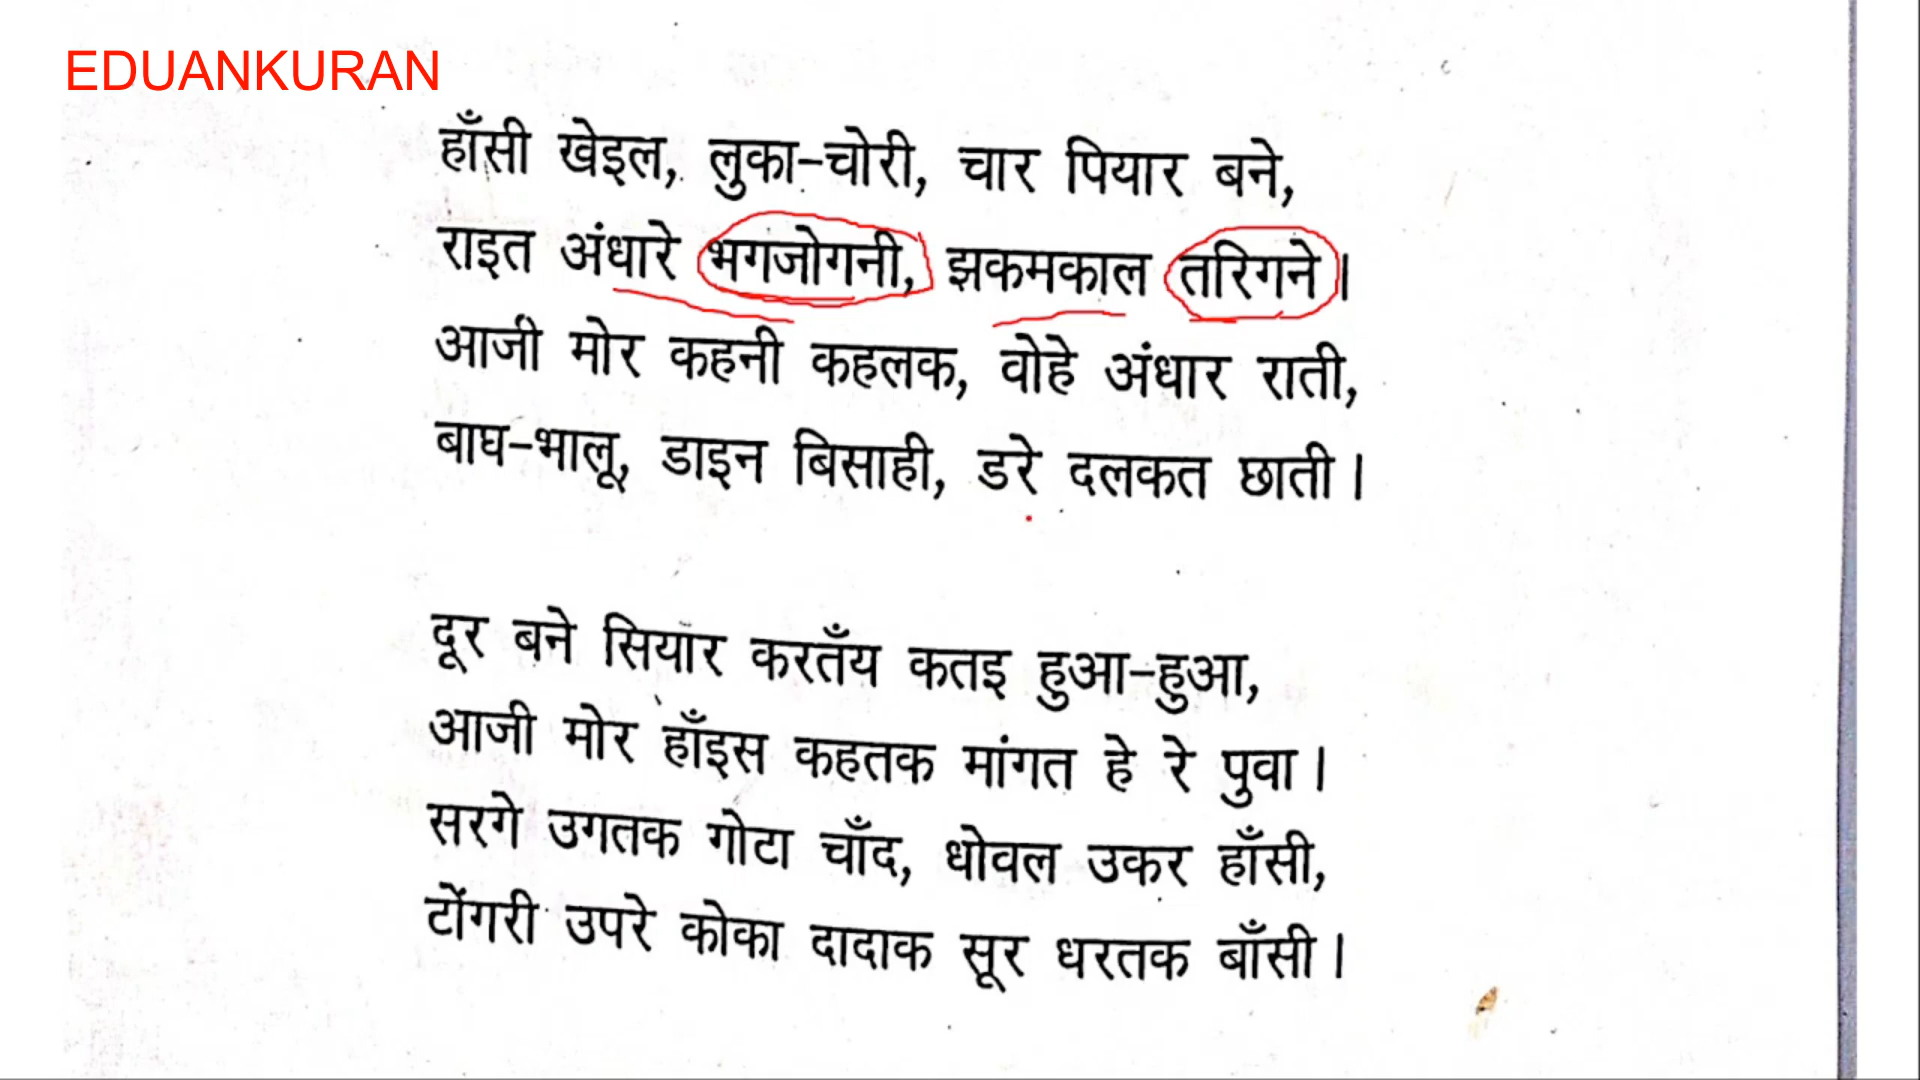 EDUANKURAN
हाँसी खेइल, लुका-चोरी, चार पियार बने,
राइत अंधारे भगजोगनी, झकमकाल तरिगने।
आजी मोर कहनी कहलक, वोहे अंधार राती,
बाघ-भालू, डाइन बिसाही, डरे दलकत छाती।
दूर बने सियार करतँय कतइ हुआ-हुआ,
आजी मोर हाँइस कहतक मांगत हे रे पुवा।
सरगे उगतक गोटा चाँद, धोवल उकर हाँसी,
टोंगरी उपरे कोका दादाक सूर धरतक बाँसी।